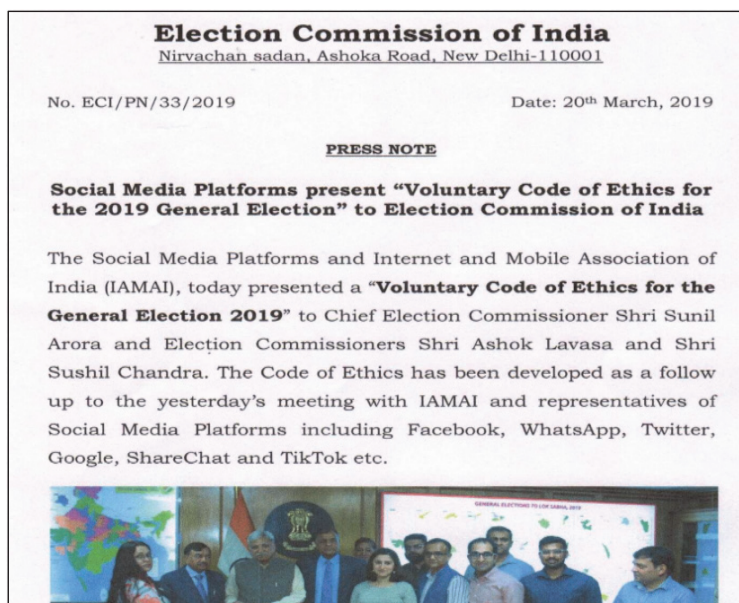 Election Commission of India
Nirvachan sadan, Ashoka Road, New Delhi-110001
No. ECI/PN/33/2019 Date: 20th March, 2019
PRESS NOTE
Social Media Platforms present “Voluntary Code of Ethics for
the 2019 General Election” to Election Commission of India
The Social Media Platforms and Internet and Mobile Association of
India (IAMAI), today presented a “Voluntary Code of Ethics for the
General Election 2019” to Chief Election Commissioner Shri Sunil
Arora and Election Commissioners Shri Ashok Lavasa and Shri
Sushil Chandra. The Code of Ethics has been developed as a follow
up to the yesterday’s meeting with IAMAI and representatives of
Social Media Platforms including Facebook, WhatsApp, Twitter,
Google, ShareChat and TikTok etc.
GENERAL ELECTIONS TO LOK SABHA, 2019